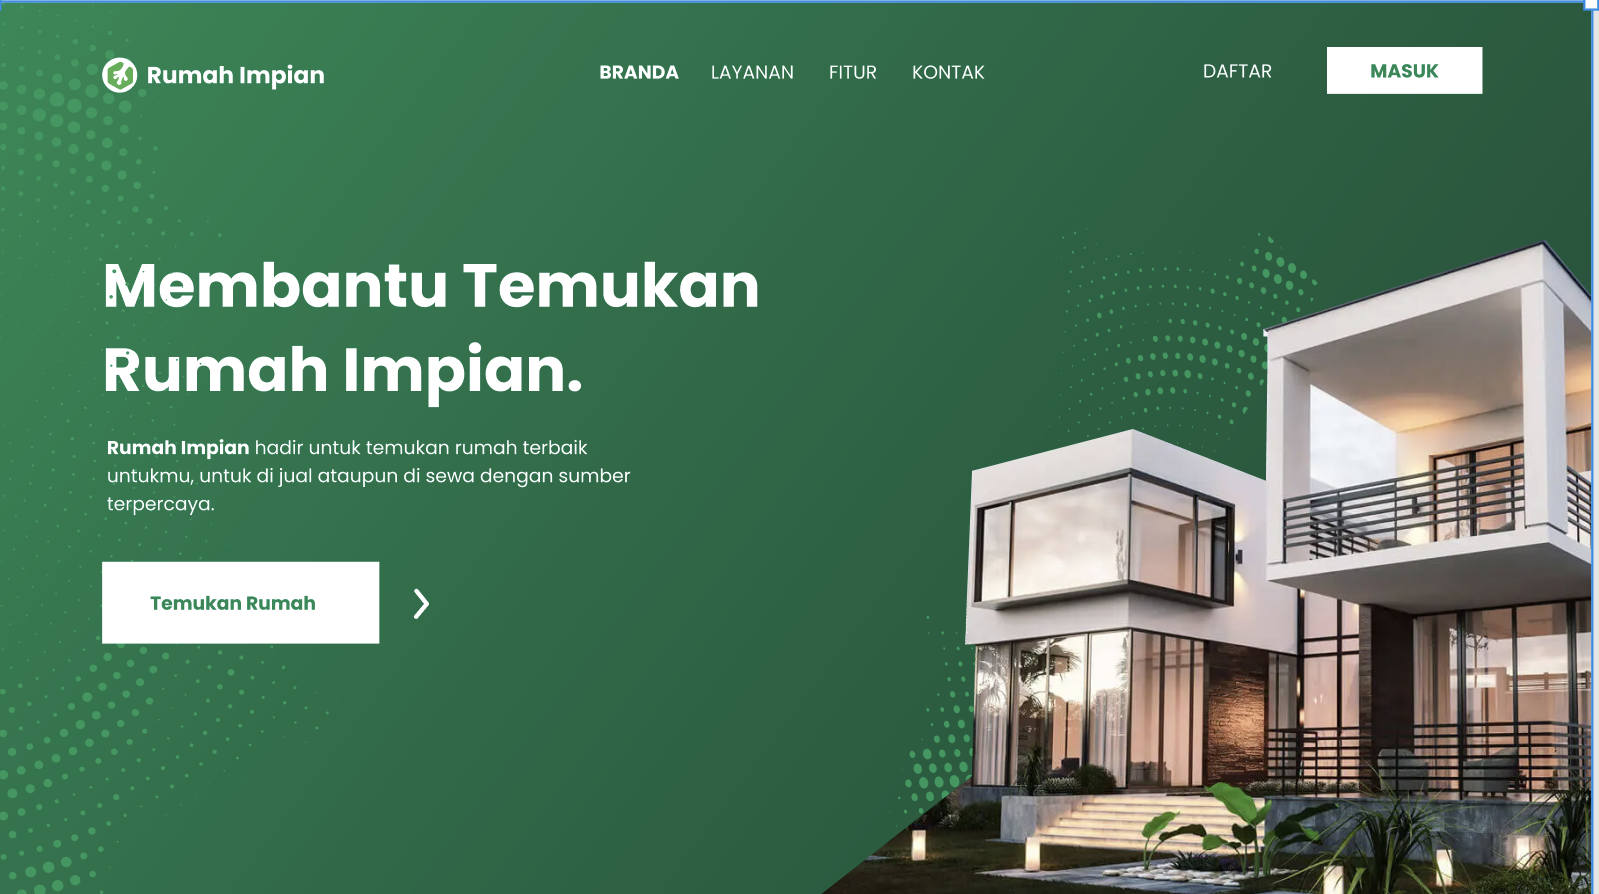 Rumah Impian
BRANDA LAYANAN FITUR KONTAK
DAFTAR MASUK
Membantu Temukan
Rumah Impian.
Rumah Impian hadir untuk temukan rumah terbaik
untukmu, untuk di jual ataupun di sewa dengan sumber
terpercaya.
Temukan Rumah